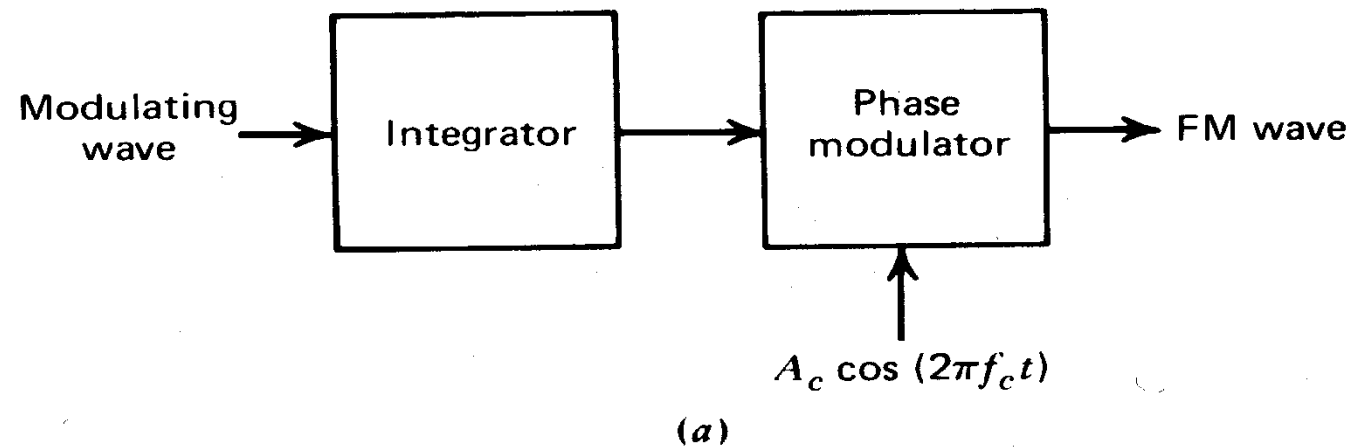 Modulating
wave
Integrator
Phase
modulator
FM wave
A_c cos (2πf_c t)
(a)